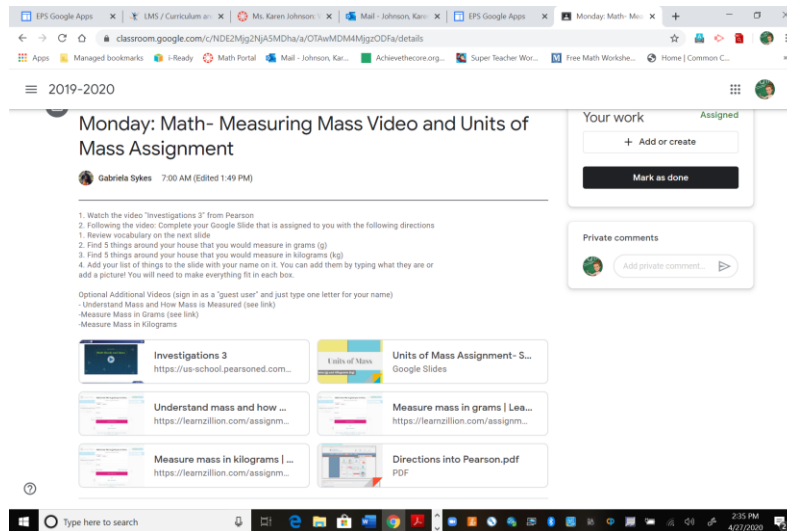 EPS Google Apps
LMS / Curriculum an
Ms. Karen Johnson:
Mail - Johnson, Kare
EPS Google Apps
Monday: Math- Mea
classroom.google.com/c/NDE2Mjg2NjA5MDha/a/OTAwMDM4MjgzODFa/details
Apps
Managed bookmarks
i-Ready
Math Portal
Mail - Johnson, Kar...
Achievethecore.org...
Super Teacher Wor...
Free Math Workshe...
Home | Common C...
2019-2020
Monday: Math- Measuring Mass Video and Units of
Mass Assignment
Gabriela Sykes 7:00 AM (Edited 1:49 PM)
1. Watch the video "Investigations 3" from Pearson
2. Following the video: Complete your Google Slide that is assigned to you with the following directions
1. Review vocabulary on the next slide
2. Find 5 things around your house that you would measure in grams (g)
3. Find 5 things around your house that you would measure in kilograms (kg)
4. Add your list of things to the slide with your name on it. You can add them by typing what they are or
add a picture! You will need to make everything fit in each box.
Optional Additional Videos (sign in as a "guest user" and just type one letter for your name)
- Understand Mass and How Mass is Measured (see link)
-Measure Mass in Grams (see link)
-Measure Mass in Kilograms
Investigations 3
https://us-school.pearsoned.com...
Units of Mass
Units of Mass Assignment- S...
Google Slides
Understand mass and how ...
https://learnzillion.com/assignm...
Measure mass in grams | Lea...
https://learnzillion.com/assignm...
Measure mass in kilograms | ...
https://learnzillion.com/assignm...
Directions into Pearson.pdf
PDF
Your work
Assigned
+ Add or create
Mark as done
Private comments
Add private comment...
Type here to search
2:35 PM
4/27/2020